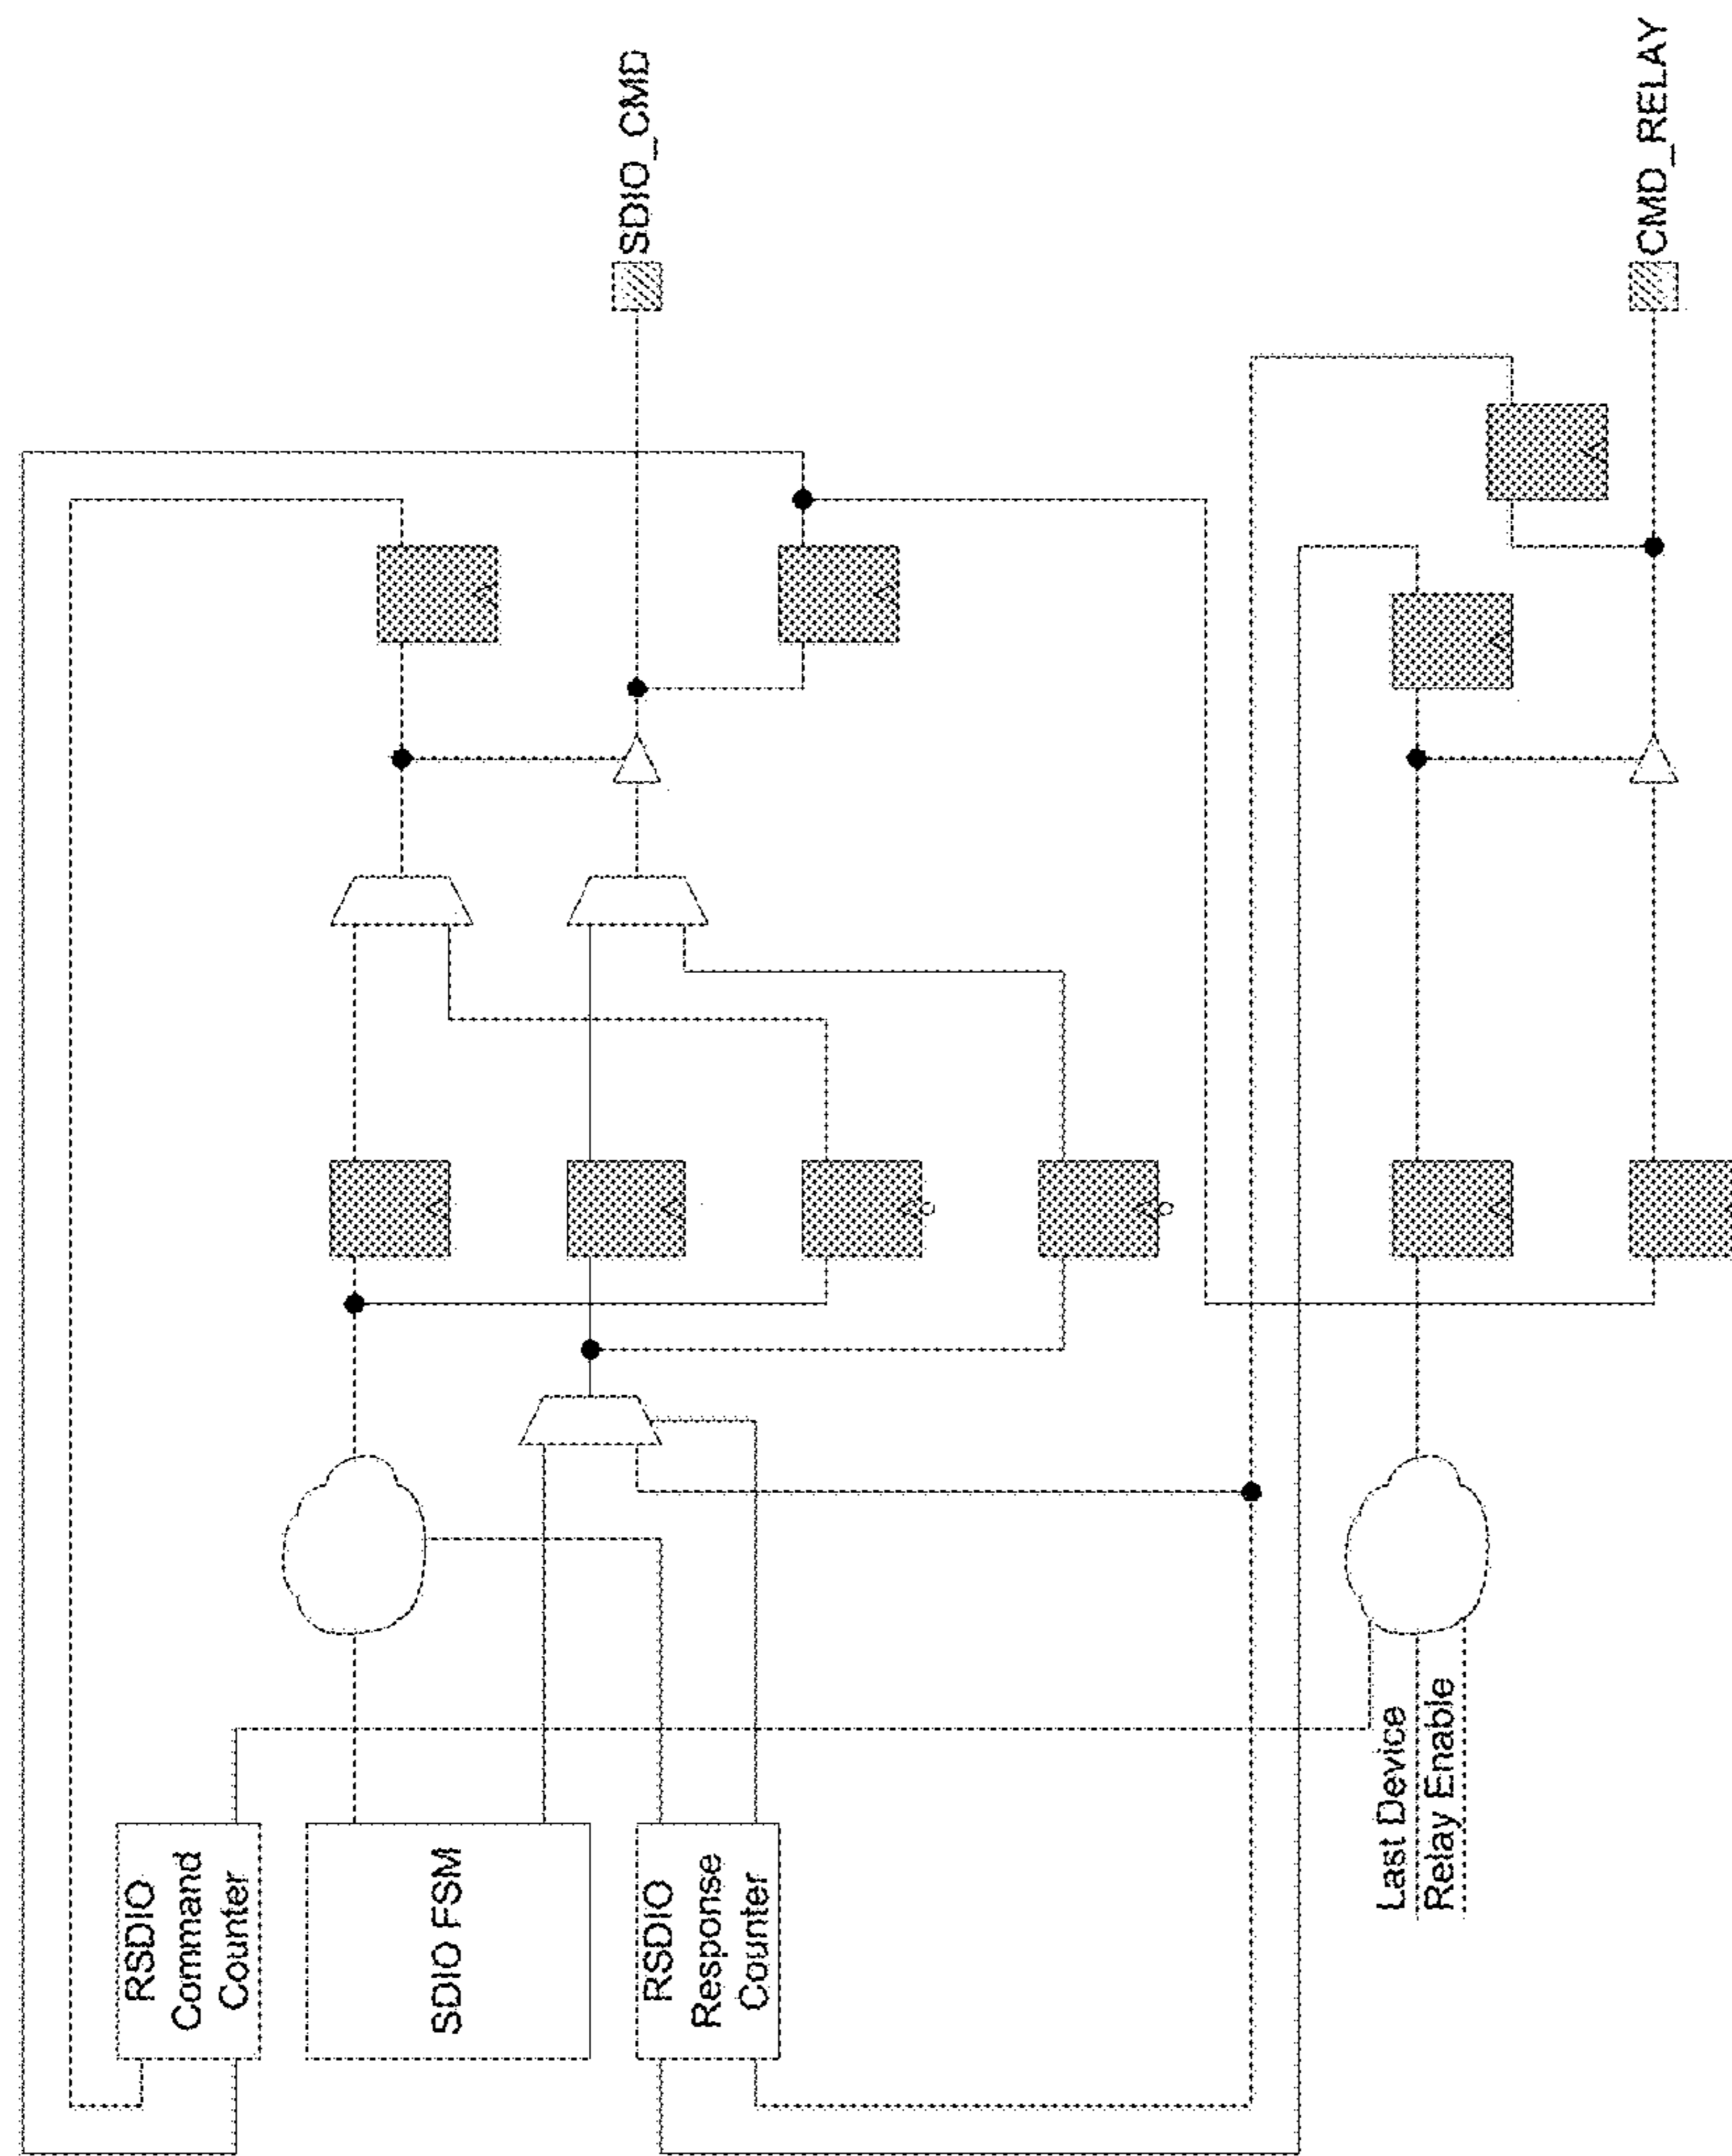 RSDIO
Command
Counter
SDIO FSM
RSDIO
Response
Counter
Last Device
Relay Enable
SDIO_CMD
CMD_RELAY